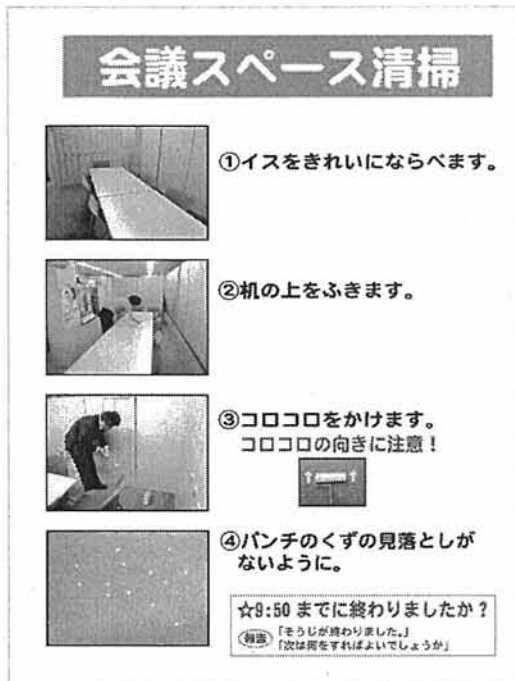 会議スペース清掃
①イスをきれいにならべます。
②机の上をふきます。
③コロコロをかけます。
コロコロの向きに注意！
④パンチのくずの見落としが
ないように。
☆9:50 までに終わりましたか？
報告
「そうじが終わりました。」
「次は何をすればよいでしょうか」